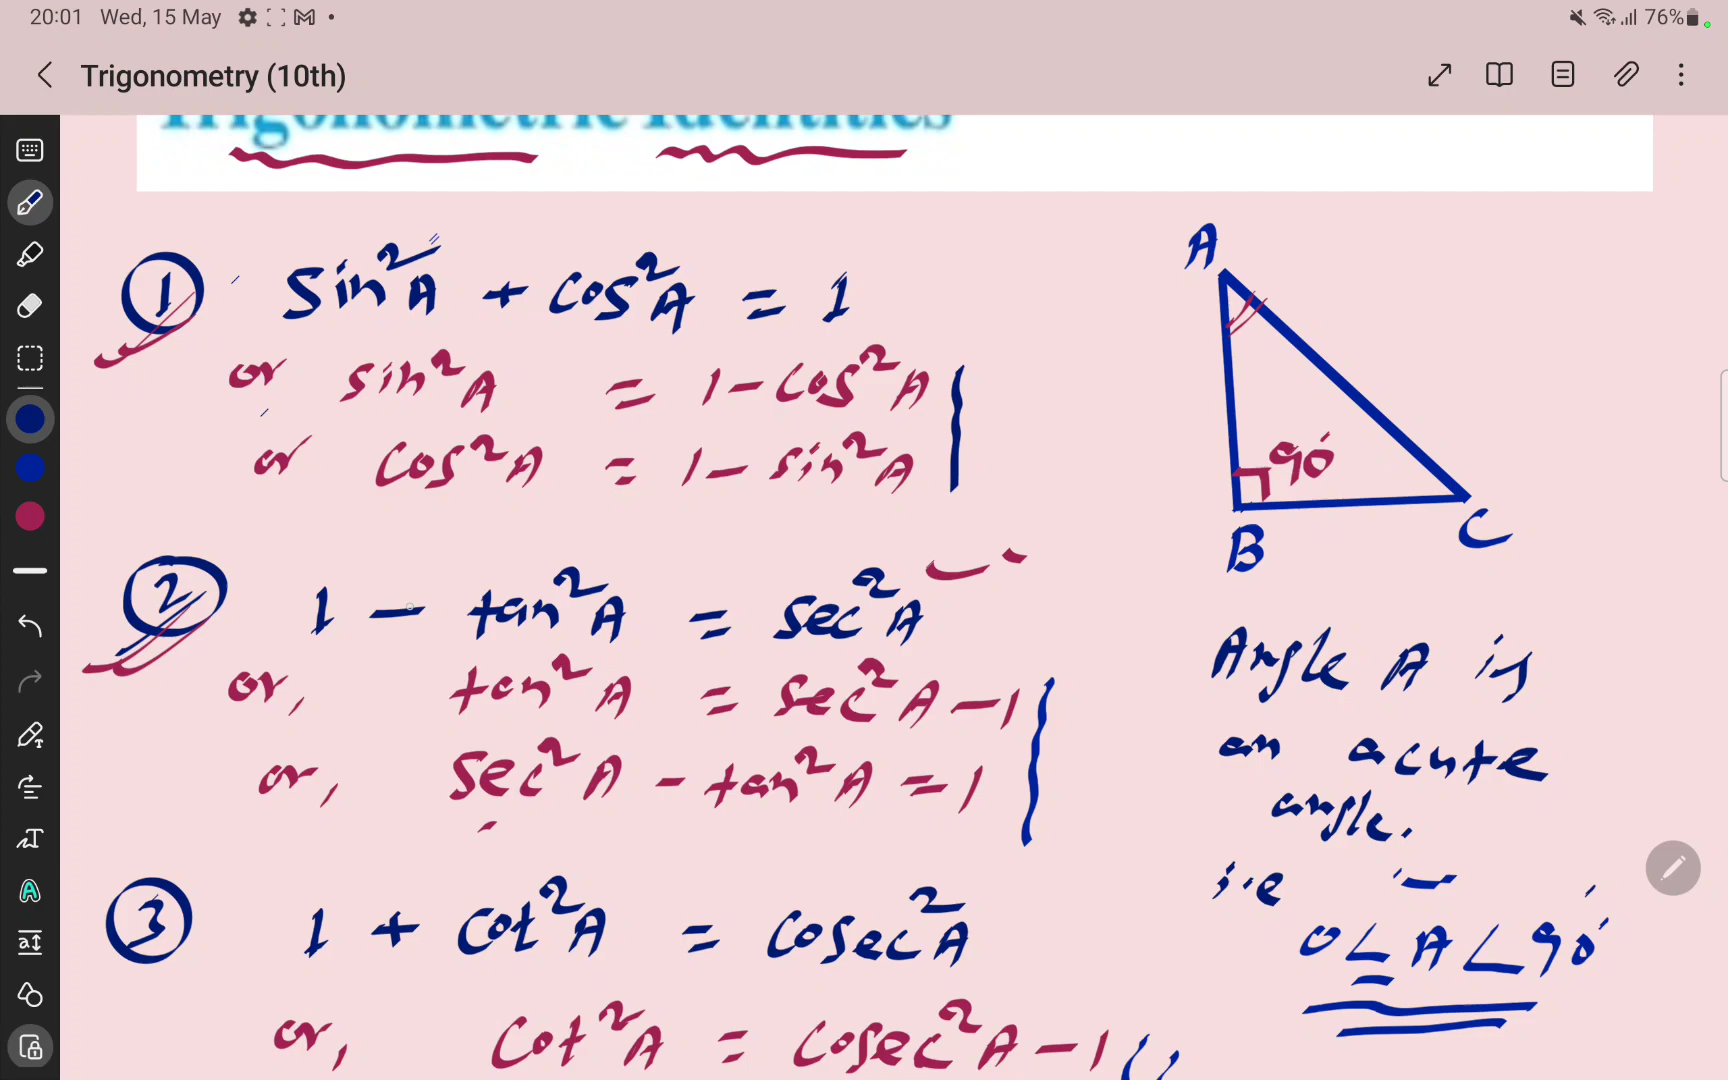 20:01 Wed, 15 May
76%
Trigonometry (10th)
Trigonometric Identities
1 sin²A + cos²A = 1
or sin²A = 1 - cos²A
or cos²A = 1 - sin²A
2 1 - tan²A = sec²A
or, tan²A = sec²A - 1
or, sec²A - tan²A = 1
3 1 + cot²A = cosec²A
or, cot²A = cosec²A - 1
A
90°
B
C
Angle A is
an acute
angle.
i.e
0 ≤ A < 90°